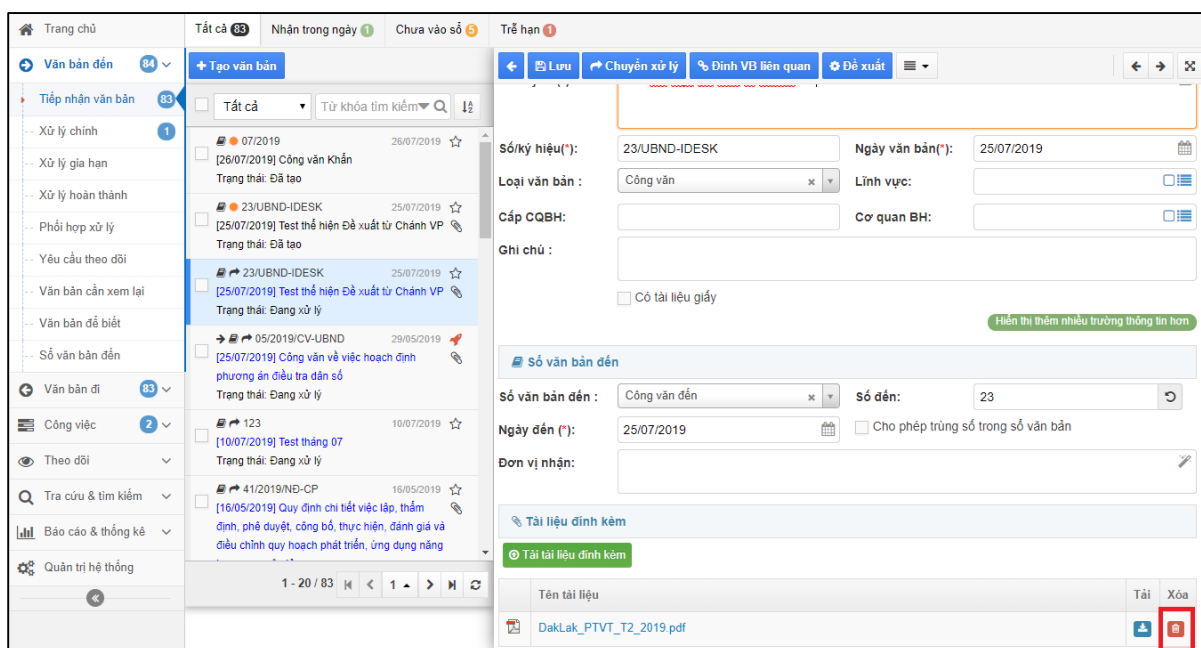 Trang chủ
Văn bản đến 84
Tiếp nhận văn bản 83
Xử lý chính 1
Xử lý gia hạn
Xử lý hoàn thành
Phối hợp xử lý
Yêu cầu theo dõi
Văn bản cần xem lại
Văn bản để biết
Sổ văn bản đến
Văn bản đi 83
Công việc 2
Theo dõi
Tra cứu & tìm kiếm
Báo cáo & thống kê
Quản trị hệ thống
Tất cả 83 Nhận trong ngày 1 Chưa vào sổ 5 Trễ hạn 1
+ Tạo văn bản
Tất cả Từ khóa tìm kiếm
07/2019 26/07/2019
[26/07/2019] Công văn Khẩn
Trạng thái: Đã tạo
23/UBND-IDESK 25/07/2019
[25/07/2019] Test thể hiện Đề xuất từ Chánh VP
Trạng thái: Đã tạo
23/UBND-IDESK 25/07/2019
[25/07/2019] Test thể hiện Đề xuất từ Chánh VP
Trạng thái: Đang xử lý
05/2019/CV-UBND 29/05/2019
[25/07/2019] Công văn về việc hoạch định
phương án điều tra dân số
Trạng thái: Đang xử lý
123 10/07/2019
[10/07/2019] Test tháng 07
Trạng thái: Đang xử lý
41/2019/NĐ-CP 16/05/2019
[16/05/2019] Quy định chi tiết việc lập, thẩm
định, phê duyệt, công bố, thực hiện, đánh giá và
điều chỉnh quy hoạch phát triển, ứng dụng năng
1 - 20 / 83 1
Lưu Chuyển xử lý Đính VB liên quan Đề xuất
Số/ký hiệu(*): 23/UBND-IDESK Ngày văn bản(*): 25/07/2019
Loại văn bản : Công văn Lĩnh vực:
Cấp CQBH: Cơ quan BH:
Ghi chú :
Có tài liệu giấy
Hiển thị thêm nhiều trường thông tin hơn
Sổ văn bản đến
Sổ văn bản đến : Công văn đến Số đến: 23
Ngày đến (*): 25/07/2019 Cho phép trùng số trong sổ văn bản
Đơn vị nhận:
Tài liệu đính kèm
Tải tài liệu đính kèm
Tên tài liệu Tải Xóa
DakLak_PTVT_T2_2019.pdf